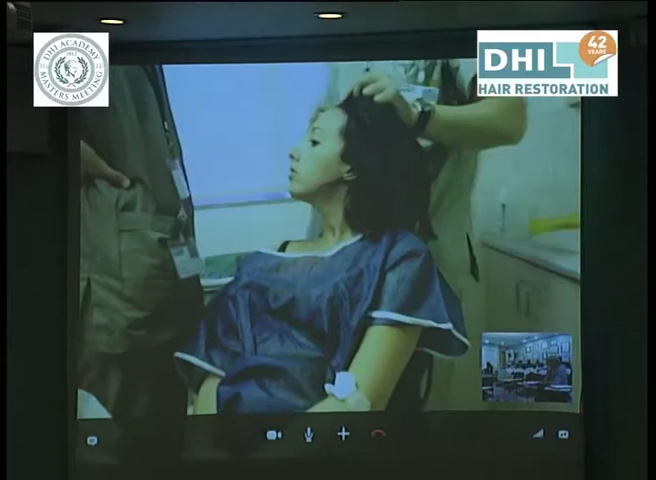 DHI ACADEMY
MASTERS MEETING
DHI
42
YEARS
HAIR RESTORATION